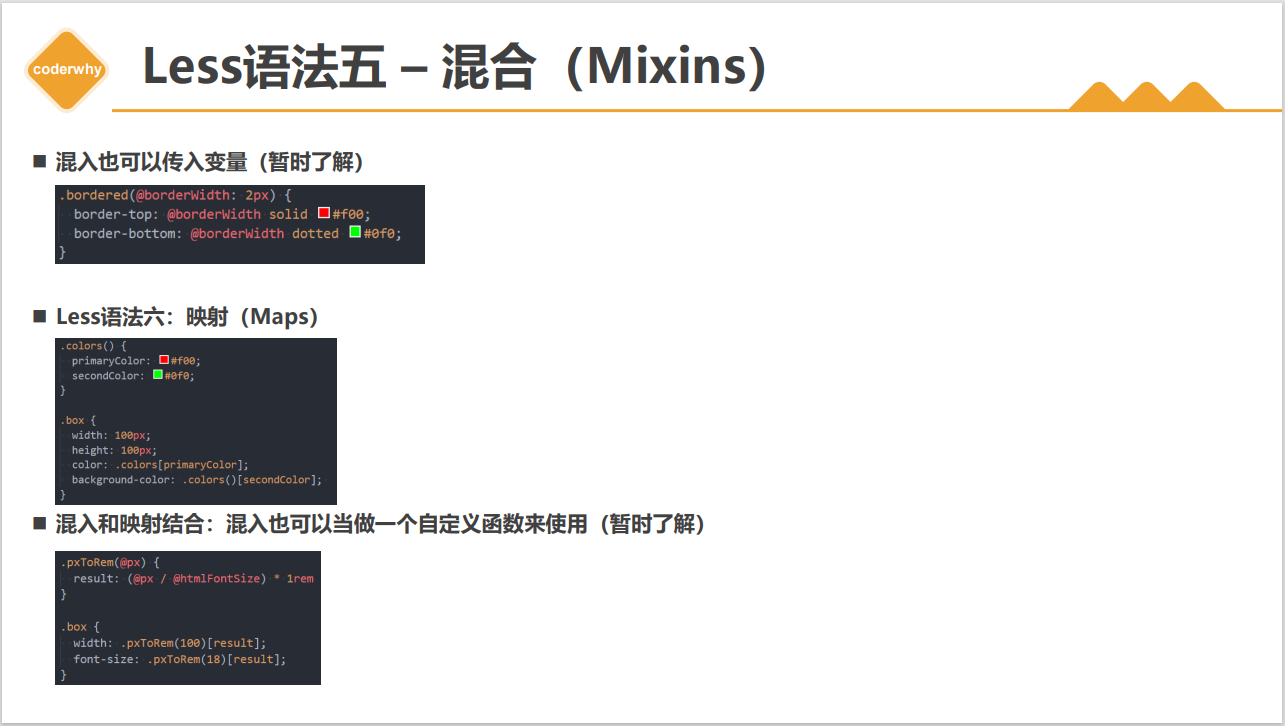 coderwhy
Less语法五 – 混合（Mixins）
混入也可以传入变量（暂时了解）
.bordered(@borderWidth: 2px) {
border-top: @borderWidth solid #f00;
border-bottom: @borderWidth dotted #0f0;
}
Less语法六：映射（Maps）
.colors() {
primaryColor: #f00;
secondColor: #0f0;
}
.box {
width: 100px;
height: 100px;
color: .colors[primaryColor];
background-color: .colors()[secondColor];
}
混入和映射结合：混入也可以当做一个自定义函数来使用（暂时了解）
.pxToRem(@px) {
result: (@px / @htmlFontSize) * 1rem
}
.box {
width: .pxToRem(100)[result];
font-size: .pxToRem(18)[result];
}